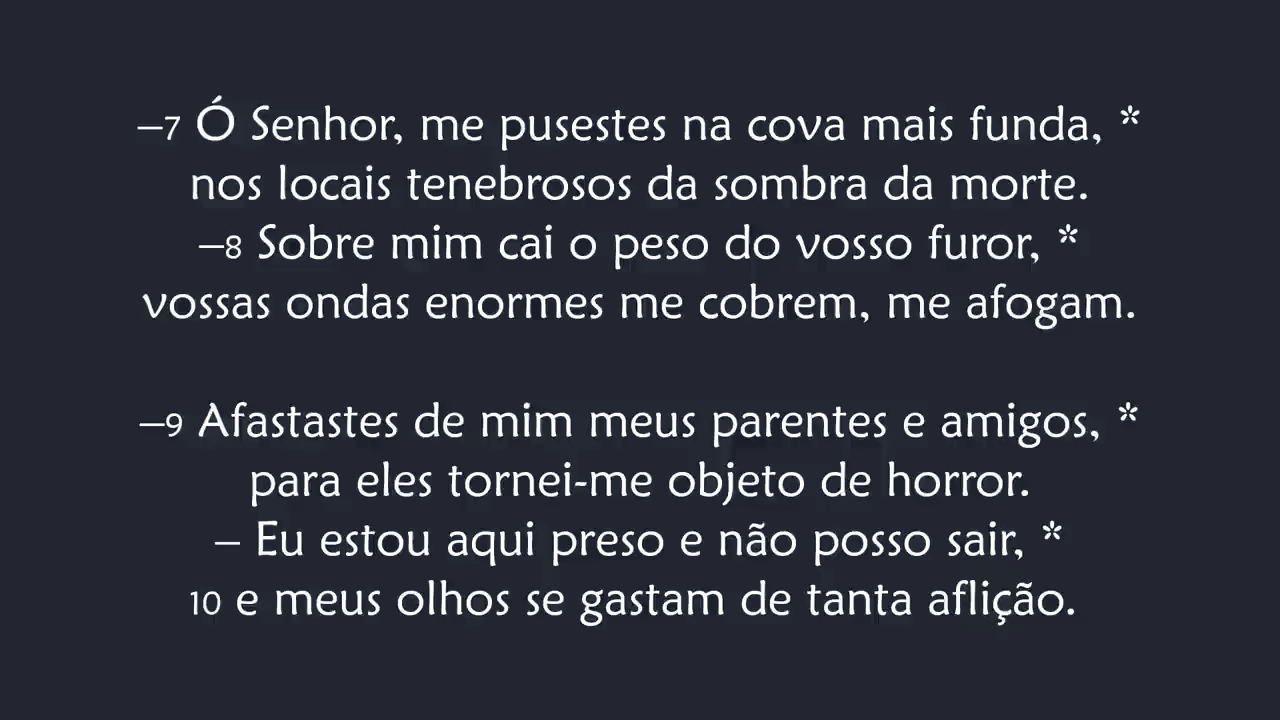 –7 Ó Senhor, me pusestes na cova mais funda, *
nos locais tenebrosos da sombra da morte.
–8 Sobre mim cai o peso do vosso furor, *
vossas ondas enormes me cobrem, me afogam.
–9 Afastastes de mim meus parentes e amigos, *
para eles tornei-me objeto de horror.
– Eu estou aqui preso e não posso sair, *
10 e meus olhos se gastam de tanta aflição.